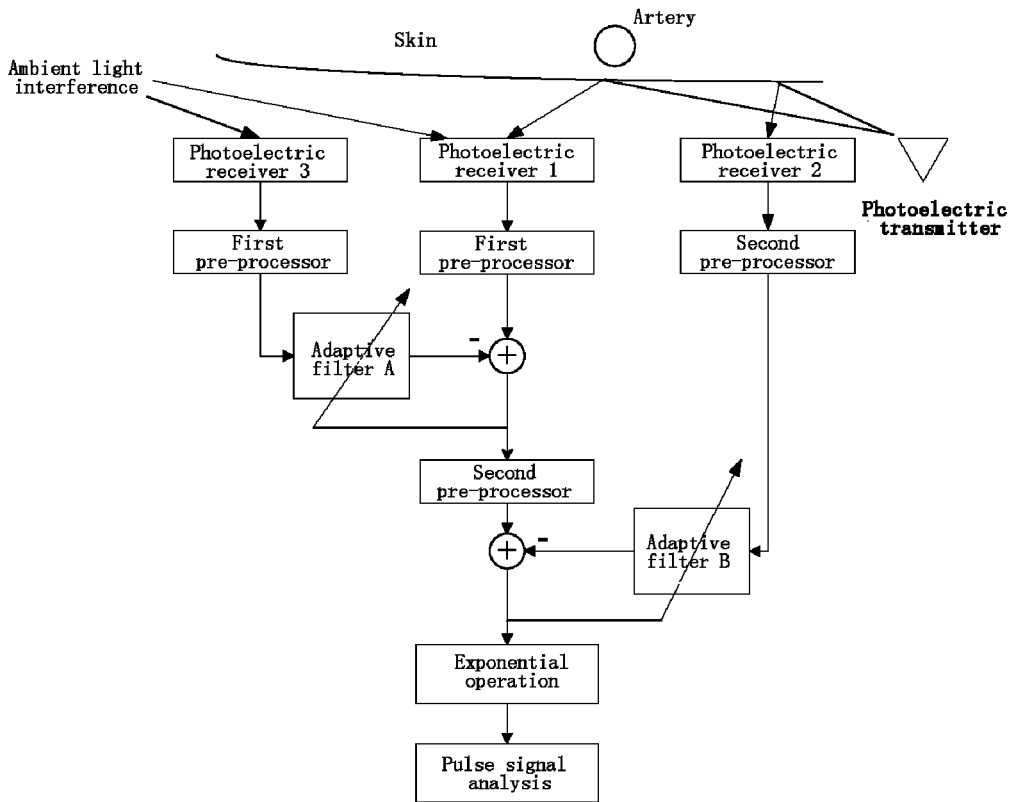 Artery
Skin
Ambient light
interference
Photoelectric
receiver 3
Photoelectric
receiver 1
Photoelectric
receiver 2
Photoelectric
transmitter
First
pre-processor
First
pre-processor
Second
pre-processor
Adaptive
filter A
-
+
Second
pre-processor
Adaptive
filter B
-
+
Exponential
operation
Pulse signal
analysis